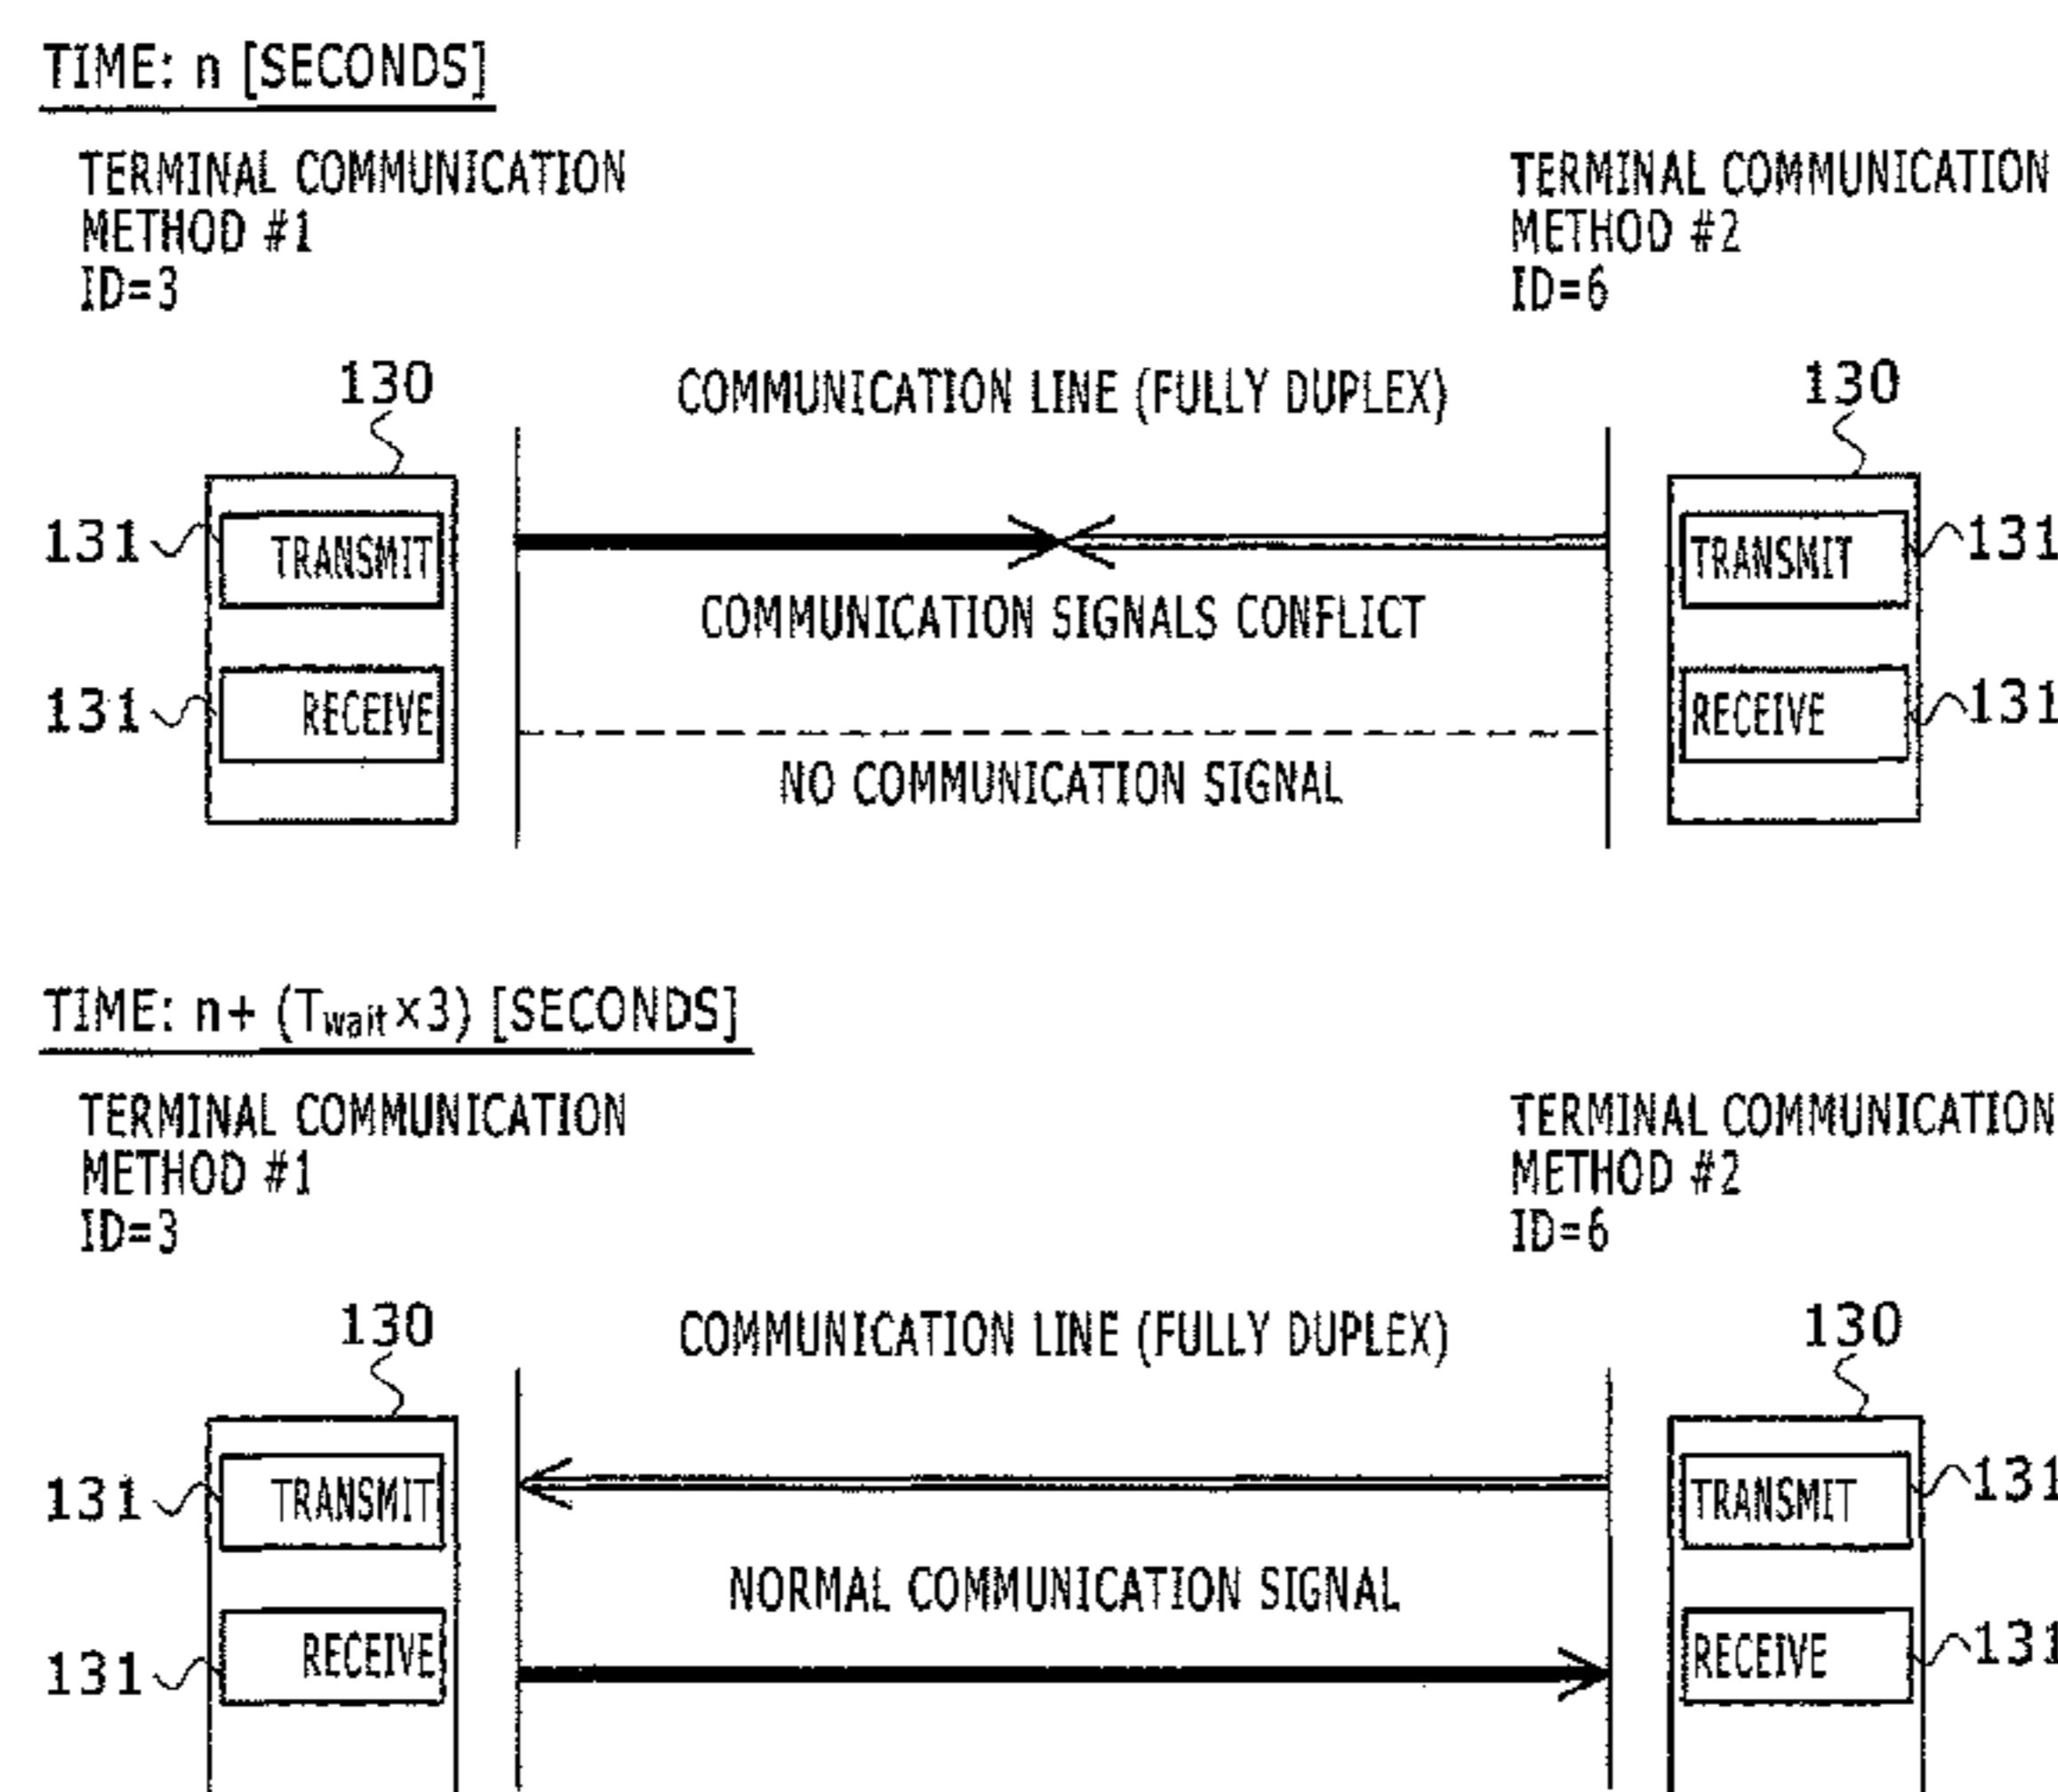 TIME: n [SECONDS]
TERMINAL COMMUNICATION
METHOD #1
ID=3
TERMINAL COMMUNICATION
METHOD #2
ID=6
130
COMMUNICATION LINE (FULLY DUPLEX)
130
131
TRANSMIT
TRANSMIT
131
COMMUNICATION SIGNALS CONFLICT
131
RECEIVE
RECEIVE
131
NO COMMUNICATION SIGNAL
TIME: n+ (Twait×3) [SECONDS]
TERMINAL COMMUNICATION
METHOD #1
ID=3
TERMINAL COMMUNICATION
METHOD #2
ID=6
130
COMMUNICATION LINE (FULLY DUPLEX)
130
131
TRANSMIT
TRANSMIT
131
NORMAL COMMUNICATION SIGNAL
131
RECEIVE
RECEIVE
131